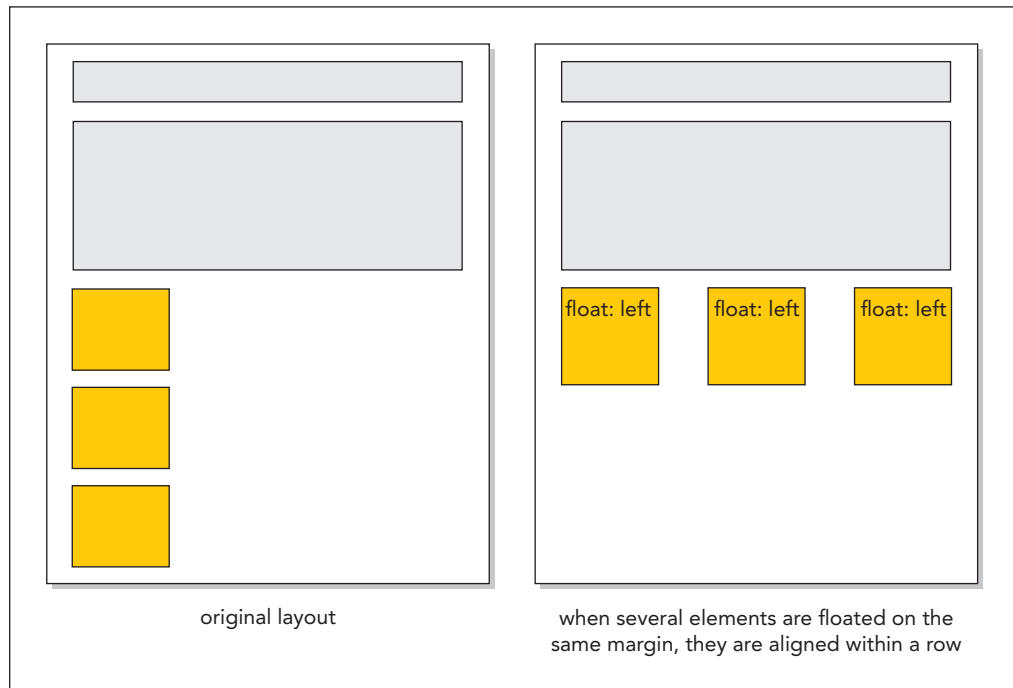 float: left
float: left
float: left
original layout
when several elements are floated on the
same margin, they are aligned within a row